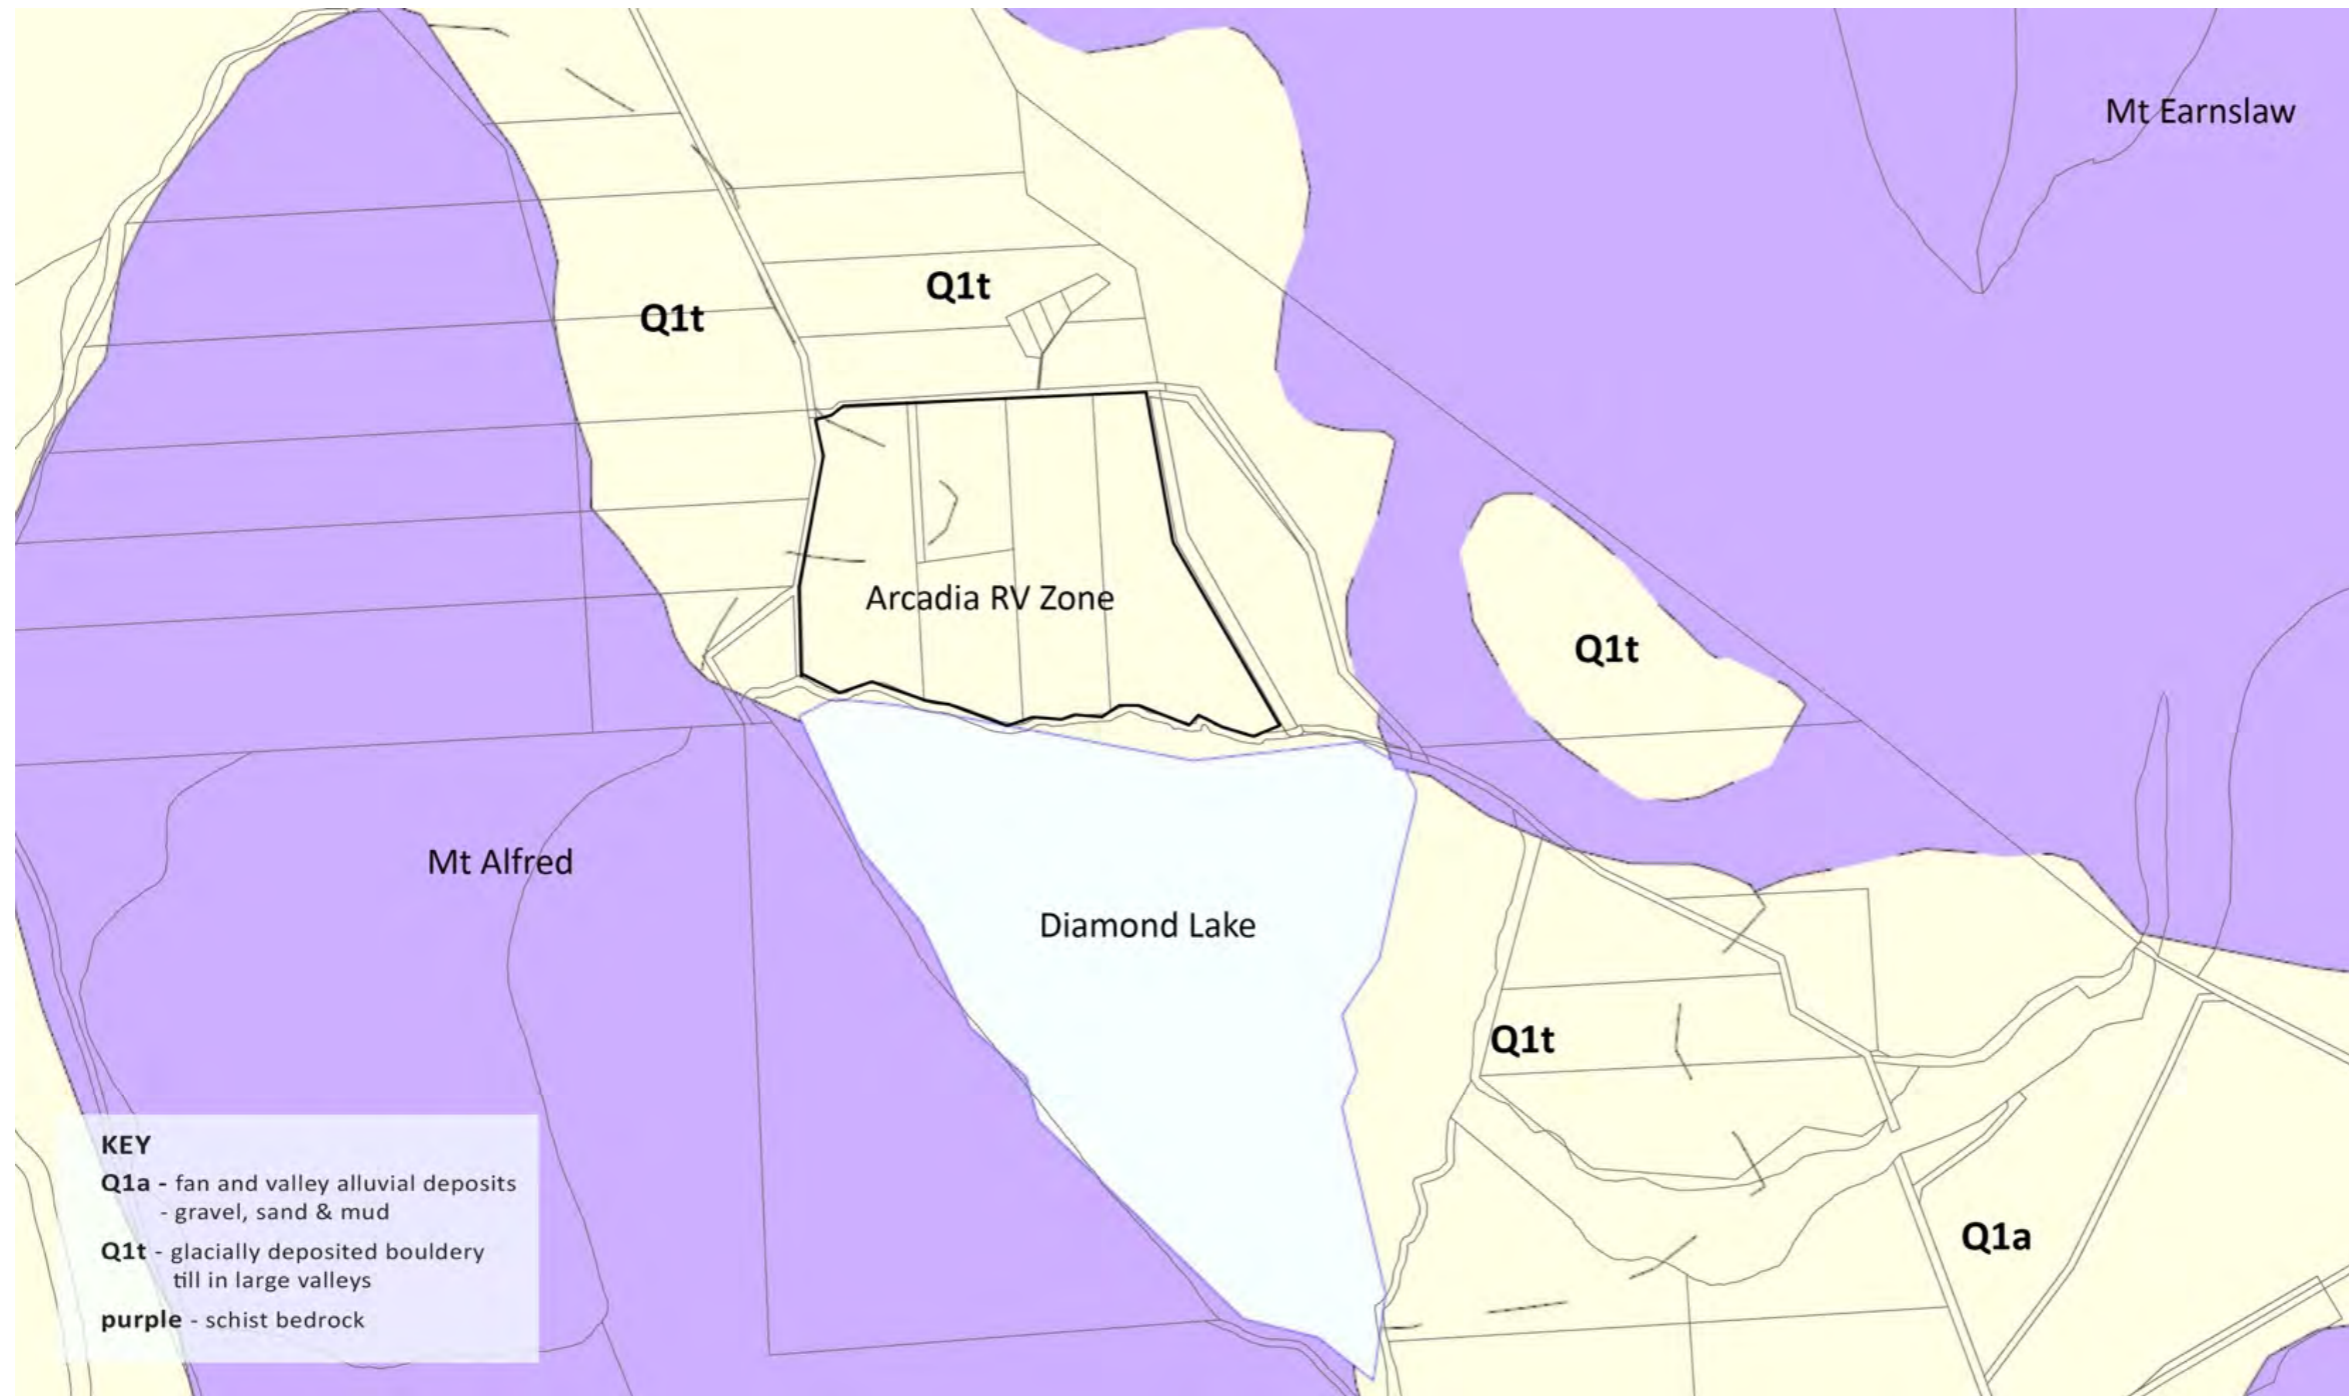 Mt Earnslaw
Q1t
Q1t
Arcadia RV Zone
Q1t
Mt Alfred
Diamond Lake
Q1t
Q1a
KEY
Q1a - fan and valley alluvial deposits
- gravel, sand & mud
Q1t - glacially deposited bouldery
till in large valleys
purple - schist bedrock